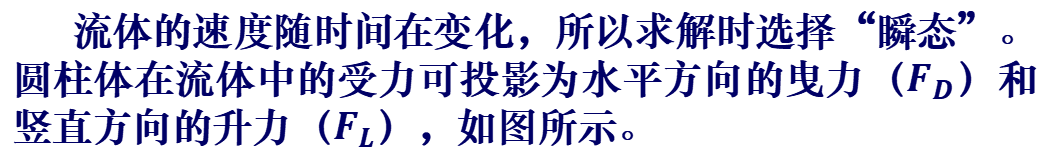 流体的速度随时间在变化，所以求解时选择“瞬态”。
圆柱体在流体中的受力可投影为水平方向的曳力（F_D）和
竖直方向的升力（F_L），如图所示。